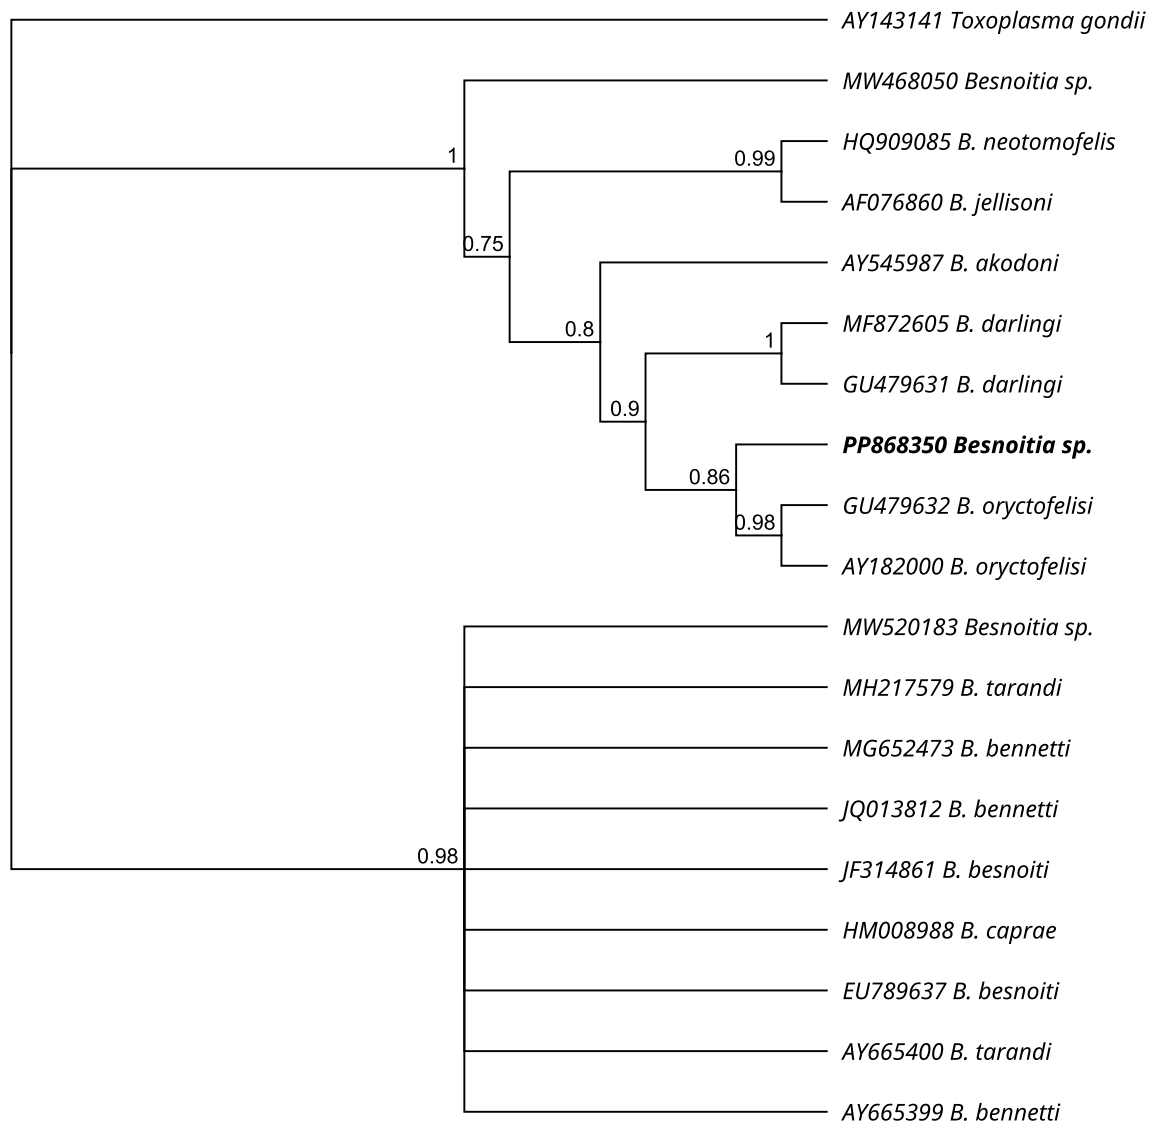 AY143141 Toxoplasma gondii
MW468050 Besnoitia sp.
1
HQ909085 B. neotomofelis
0.99
AF076860 B. jellisoni
0.75
AY545987 B. akodoni
0.8
MF872605 B. darlingi
1
GU479631 B. darlingi
0.9
PP868350 Besnoitia sp.
0.86
GU479632 B. oryctofelisi
0.98
AY182000 B. oryctofelisi
MW520183 Besnoitia sp.
MH217579 B. tarandi
MG652473 B. bennetti
JQ013812 B. bennetti
0.98
JF314861 B. besnoiti
HM008988 B. caprae
EU789637 B. besnoiti
AY665400 B. tarandi
AY665399 B. bennetti